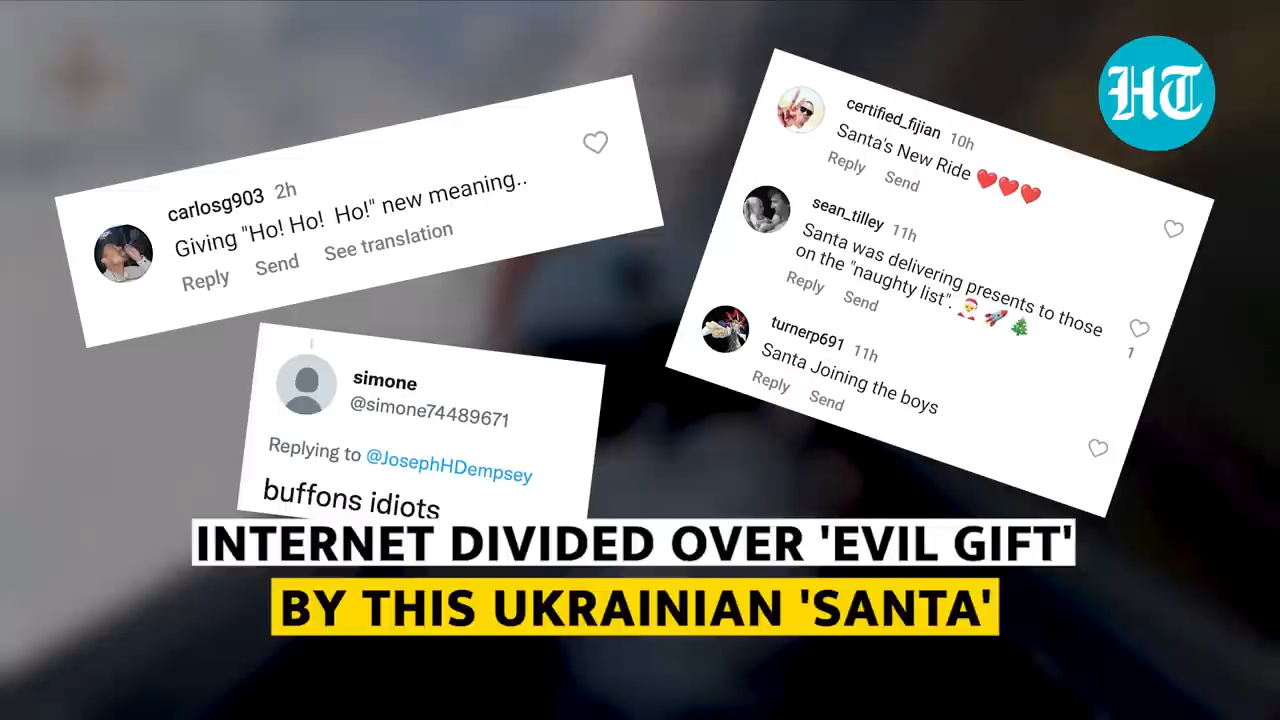 HT
carlosg903 2h
Giving "Ho! Ho! Ho!" new meaning..
Reply Send See translation
certified_fijian 10h
Santa's New Ride ❤️❤️❤️
Reply Send
sean_tilley 11h
Santa was delivering presents to those
on the "naughty list". 🎅🚀🎄
Reply Send
1
turnerp691 11h
Santa Joining the boys
Reply Send
simone
@simone74489671
Replying to @JosephHDempsey
buffons idiots
INTERNET DIVIDED OVER 'EVIL GIFT'
BY THIS UKRAINIAN 'SANTA'